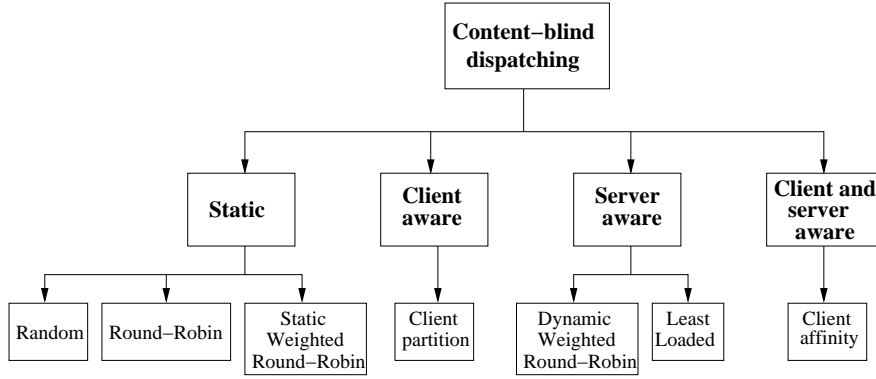 Content−blind
dispatching
Static
Client
aware
Server
aware
Client and
server
aware
Random
Round−Robin
Static
Weighted
Round−Robin
Client
partition
Dynamic
Weighted
Round−Robin
Least
Loaded
Client
affinity